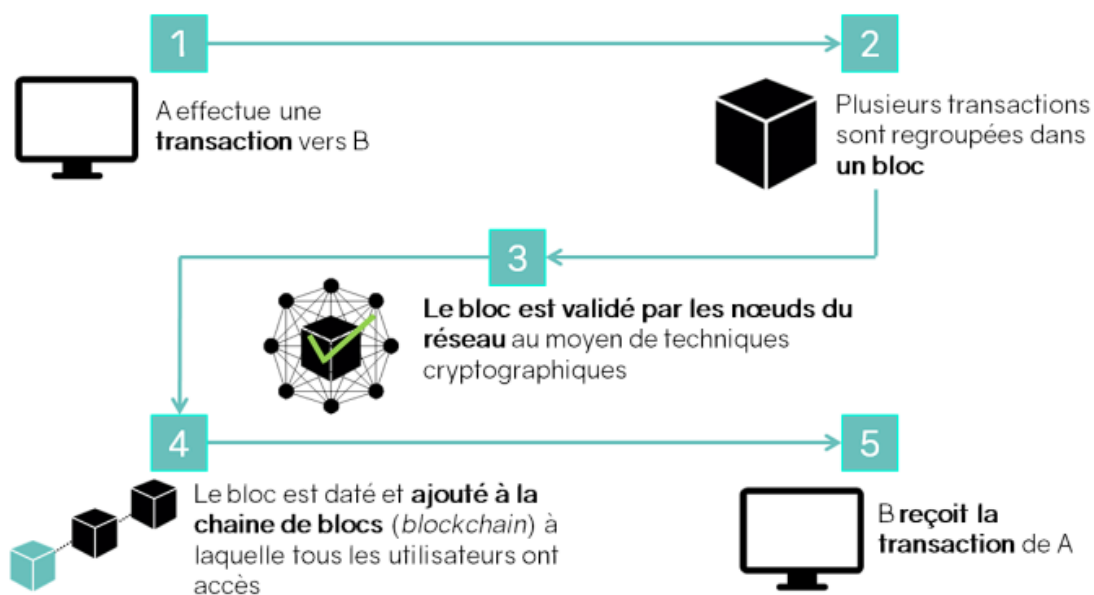 1
A effectue une
transaction vers B
2
Plusieurs transactions
sont regroupées dans
un bloc
3
Le bloc est validé par les nœuds du
réseau au moyen de techniques
cryptographiques
4
Le bloc est daté et ajouté à la
chaine de blocs (blockchain) à
laquelle tous les utilisateurs ont
accès
5
B reçoit la
transaction de A